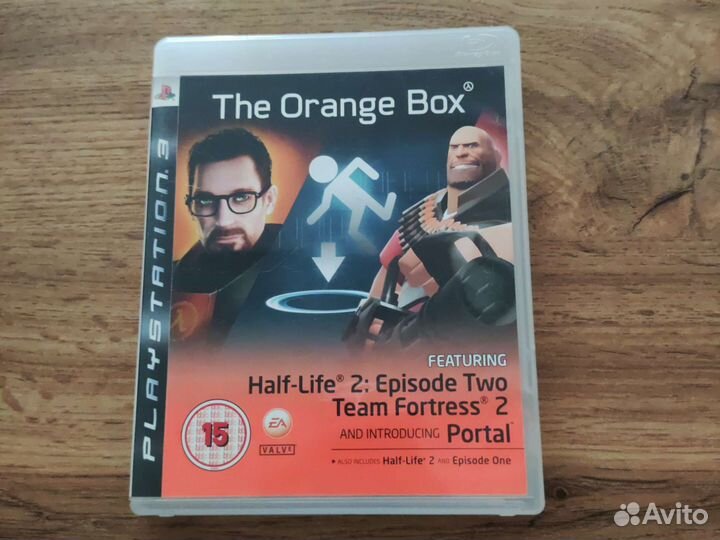 The Orange Box
PLAYSTATION 3
FEATURING
Half-Life® 2: Episode Two
Team Fortress® 2
AND INTRODUCING Portal™
• ALSO INCLUDES Half-Life® 2 AND Episode One
15
EA
VALVE
Avito